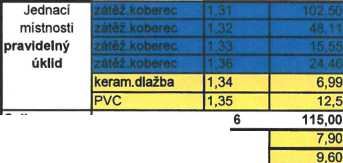 Jednací zátěž.koberec 1,31 102.50
místnosti zátěž.koberec 1,32 48,11
pravidelný zátěž.koberec 1,33 15,55
úklid zátěž.koberec 1,36 24,46
keram.dlažba 1,34 6,99
PVC 1,35 12,5
6 115,00
7,90
9,60